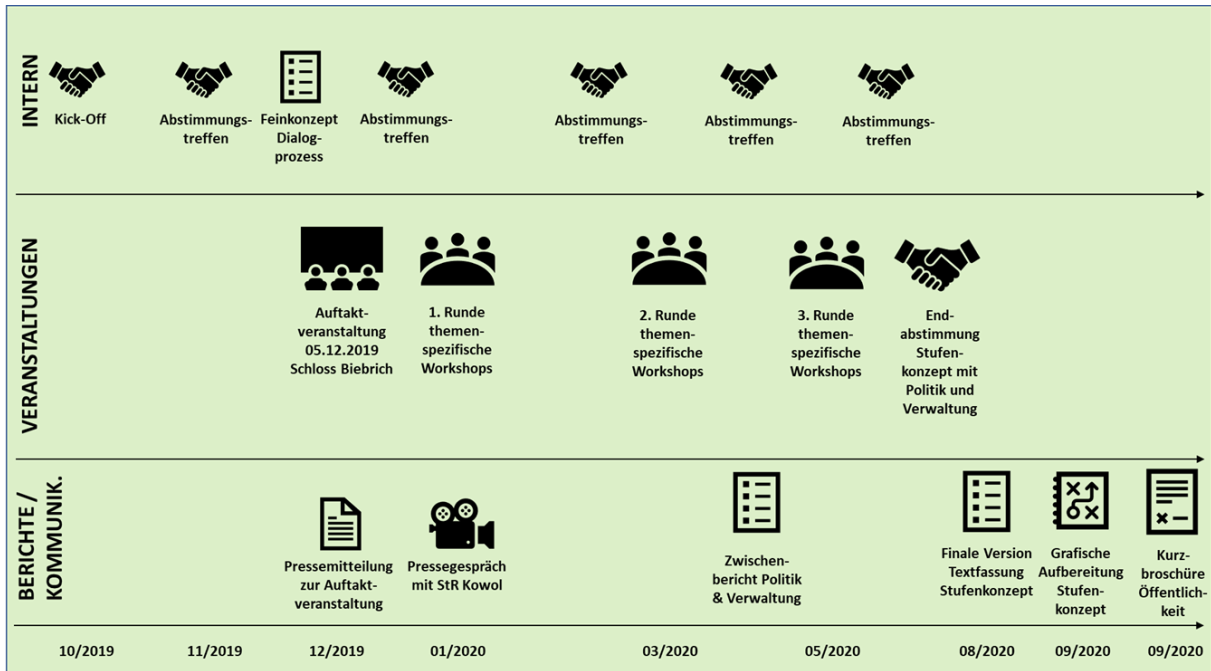 INTERN
Kick-Off
Abstimmungs-
treffen
Feinkonzept
Dialog-
prozess
Abstimmungs-
treffen
Abstimmungs-
treffen
Abstimmungs-
treffen
Abstimmungs-
treffen
VERANSTALTUNGEN
Auftakt-
veranstaltung
05.12.2019
Schloss Biebrich
1. Runde
themen-
spezifische
Workshops
2. Runde
themen-
spezifische
Workshops
3. Runde
themen-
spezifische
Workshops
End-
abstimmung
Stufen-
konzept mit
Politik und
Verwaltung
BERICHTE /
KOMMUNIK.
Pressemitteilung
zur Auftakt-
veranstaltung
Pressegespräch
mit StR Kowol
Zwischen-
bericht Politik
& Verwaltung
Finale Version
Textfassung
Stufenkonzept
Grafische
Aufbereitung
Stufen-
konzept
Kurz-
broschüre
Öffentlich-
keit
10/2019
11/2019
12/2019
01/2020
03/2020
05/2020
08/2020
09/2020
09/2020